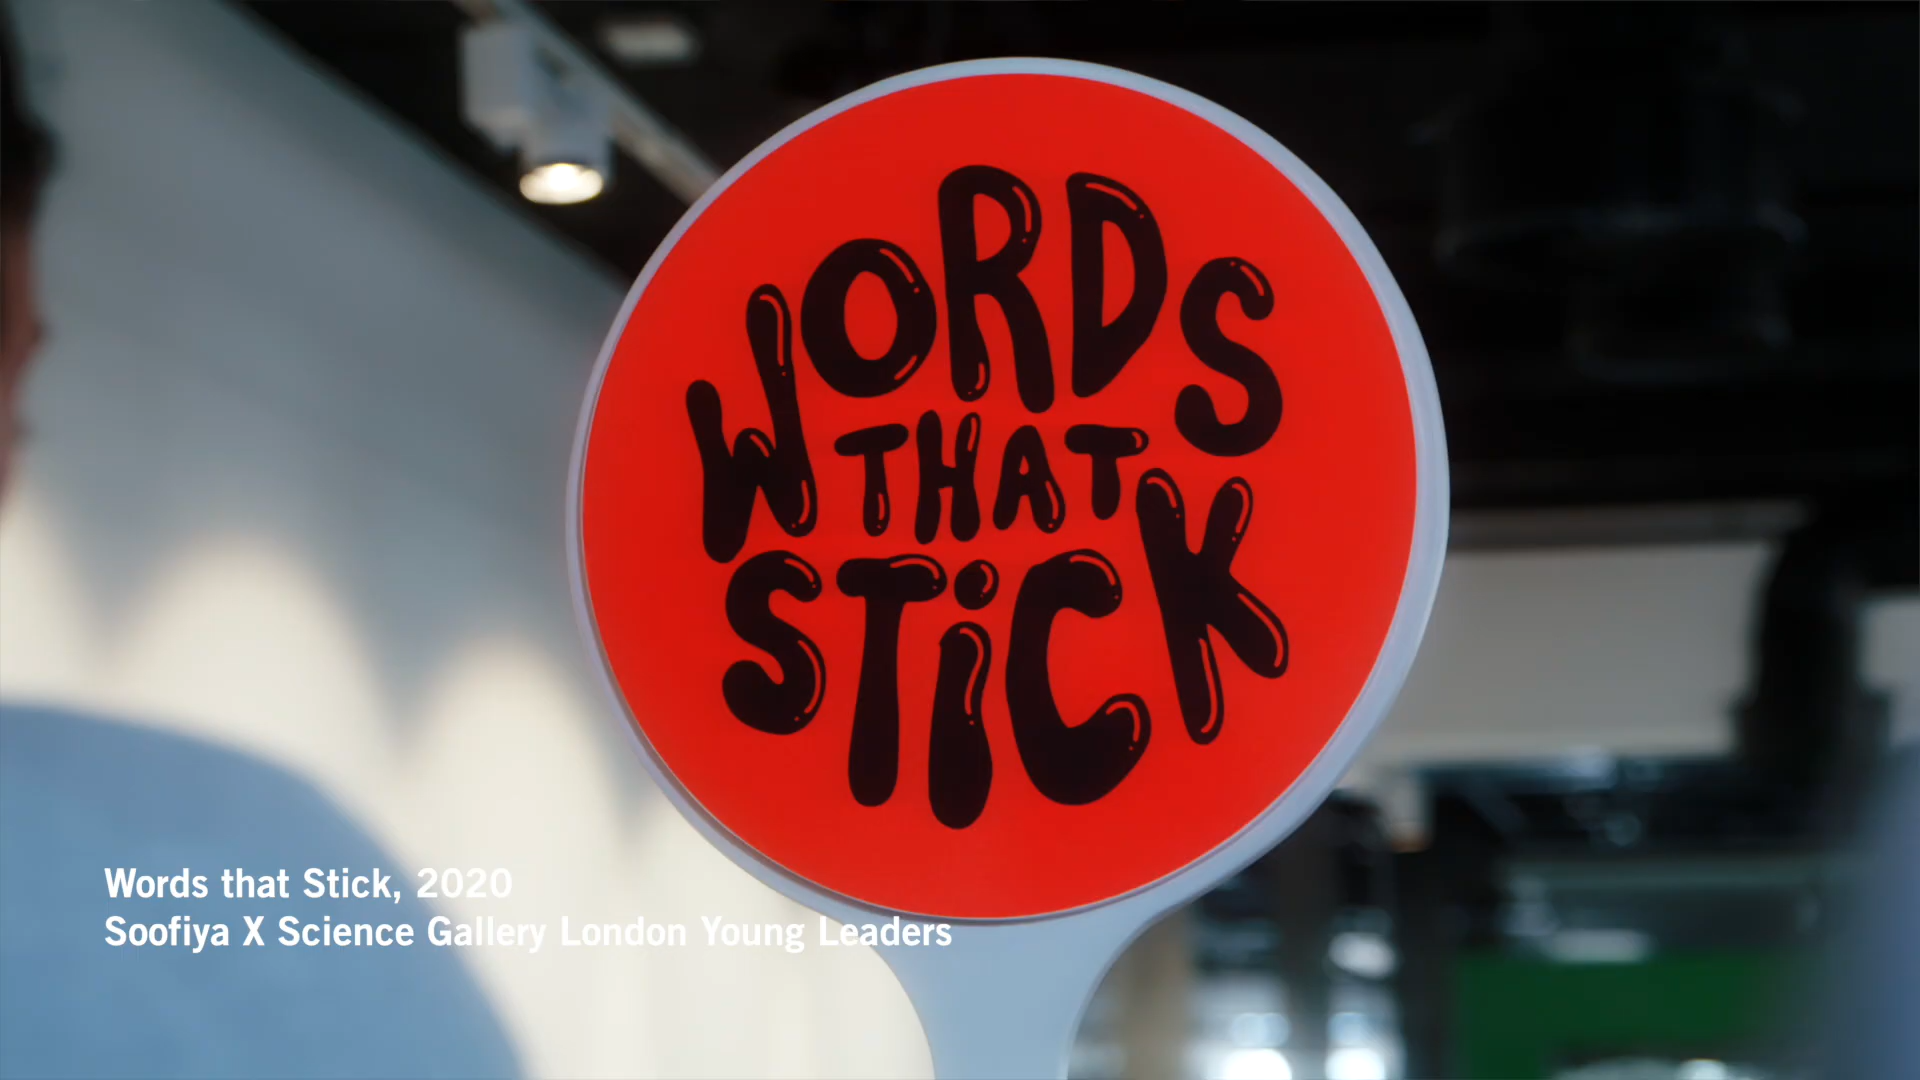 WORDS
THAT
STiCK
Words that Stick, 2020
Soofiya X Science Gallery London Young Leaders